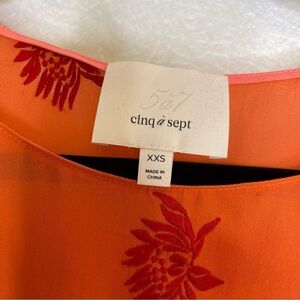 5à7
cinq à sept
XXS
MADE IN
CHINA